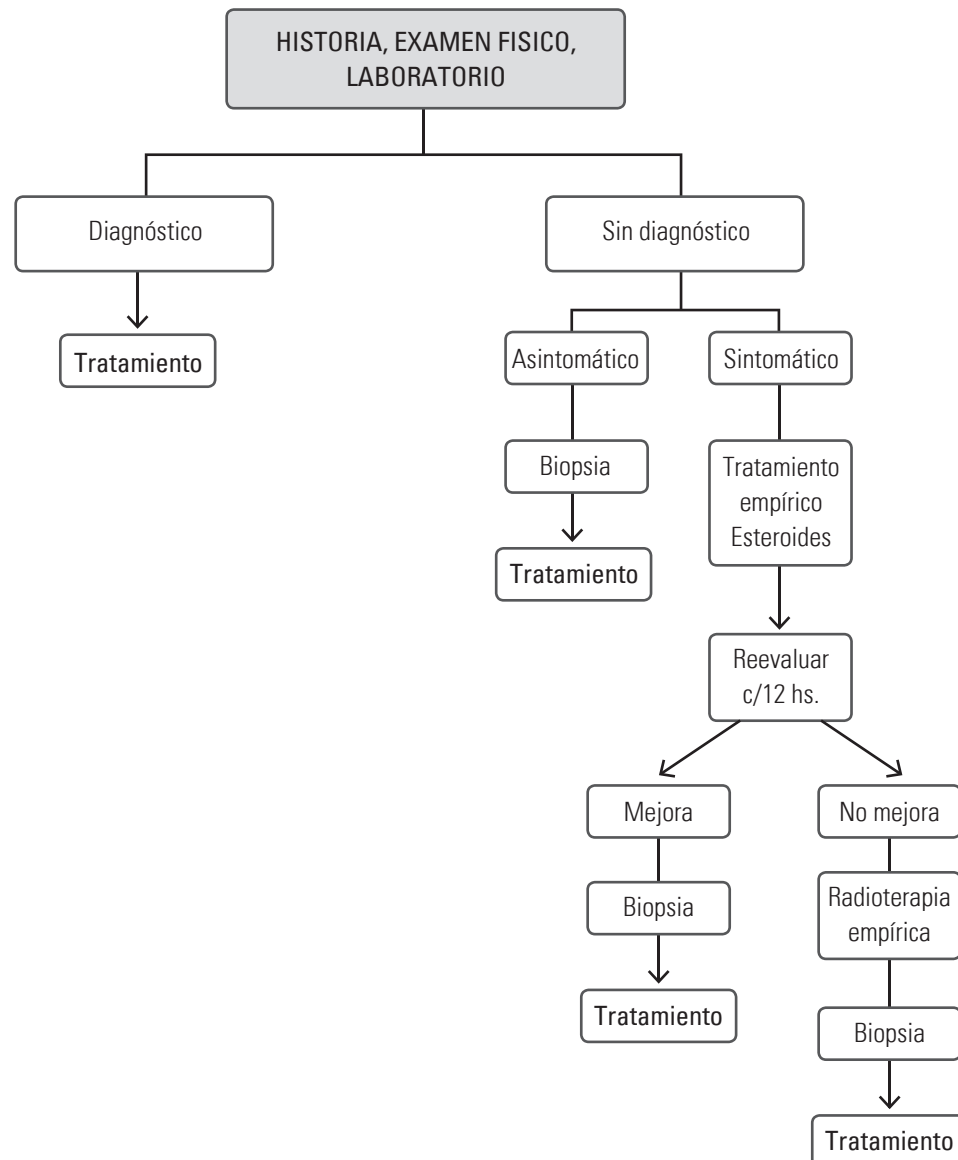 HISTORIA, EXAMEN FISICO,
LABORATORIO
Diagnóstico
Sin diagnóstico
Tratamiento
Asintomático
Sintomático
Biopsia
Tratamiento
empírico
Esteroides
Tratamiento
Reevaluar
c/12 hs.
Mejora
No mejora
Biopsia
Radioterapia
empírica
Tratamiento
Biopsia
Tratamiento